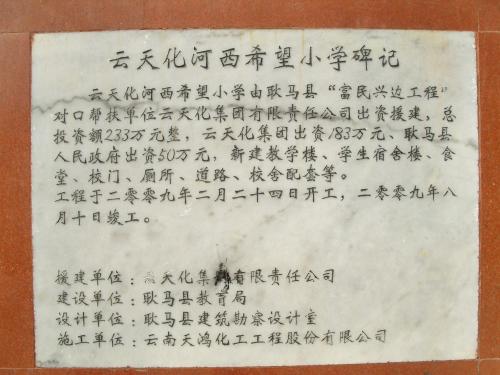 云天化河西希望小学碑记
云天化河西希望小学由耿马县“富民兴边工程”
对口帮扶单位云天化集团有限责任公司出资援建，总
投资额233万元整，云天化集团出资183万元、耿马县
人民政府出资50万元，新建教学楼、学生宿舍楼、食
堂、校门、厕所、道路、校舍配套等。
工程于二零零九年二月二十四日开工，二零零九年八
月十日竣工。
援建单位：云天化集团有限责任公司
建设单位：耿马县教育局
设计单位：耿马县建筑勘察设计室
施工单位：云南天鸿化工工程股份有限公司